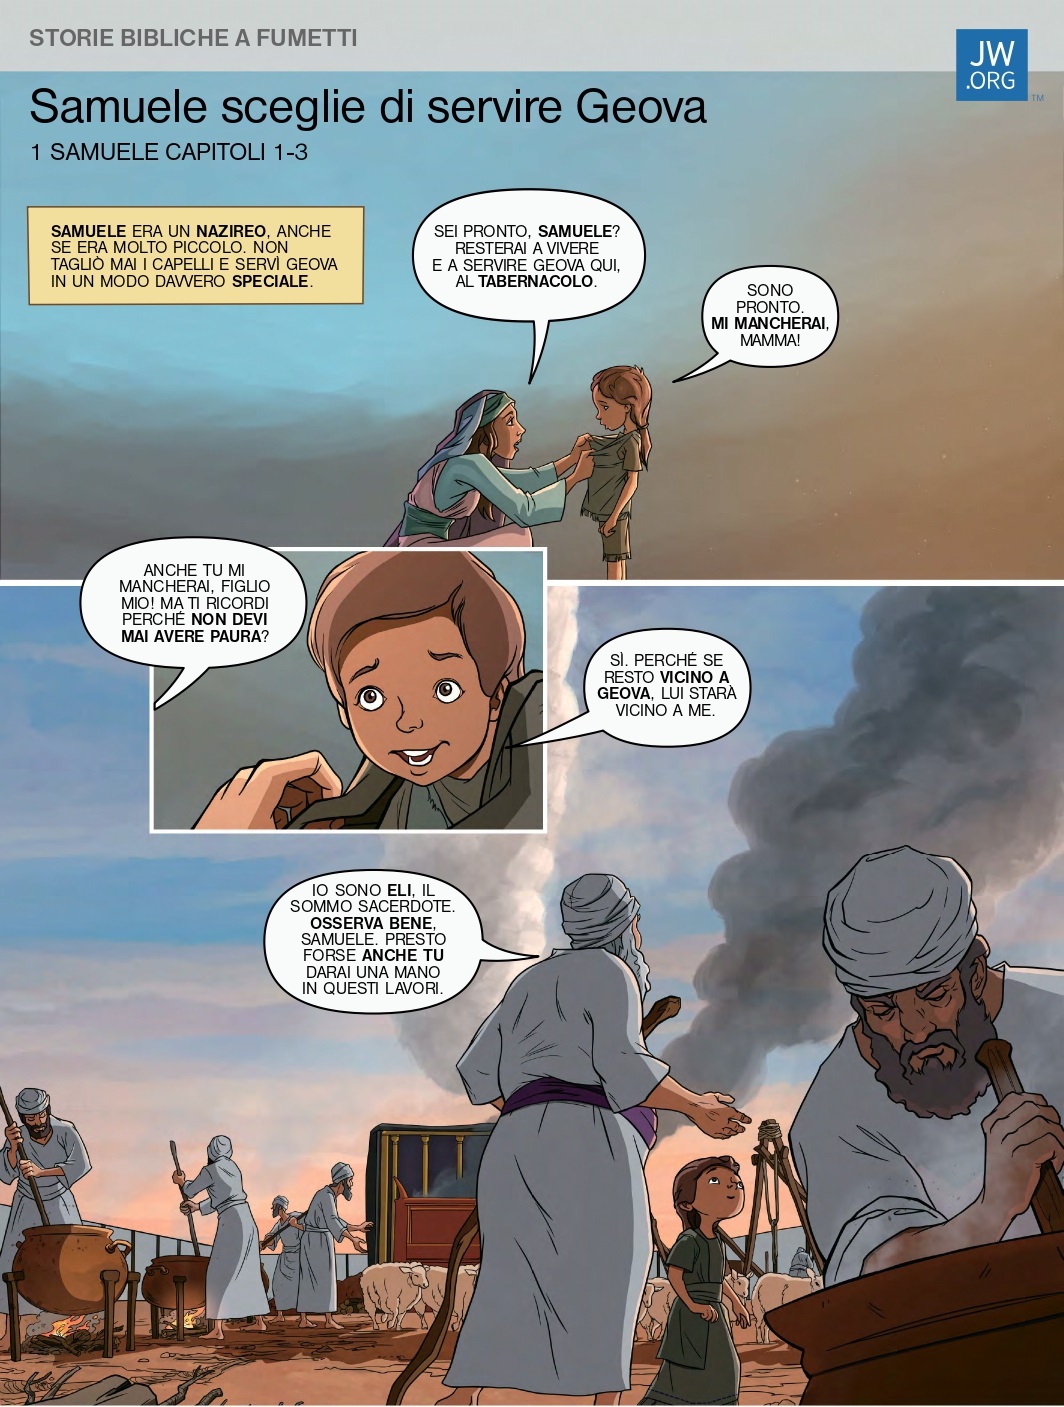 STORIE BIBLICHE A FUMETTI
JW
.ORG
TM
Samuele sceglie di servire Geova
1 SAMUELE CAPITOLI 1-3
SAMUELE ERA UN NAZIREO, ANCHE
SE ERA MOLTO PICCOLO. NON
TAGLIÒ MAI I CAPELLI E SERVÌ GEOVA
IN UN MODO DAVVERO SPECIALE.
SEI PRONTO, SAMUELE?
RESTERAI A VIVERE
E A SERVIRE GEOVA QUI,
AL TABERNACOLO.
SONO
PRONTO.
MI MANCHERAI,
MAMMA!
ANCHE TU MI
MANCHERAI, FIGLIO
MIO! MA TI RICORDI
PERCHÉ NON DEVI
MAI AVERE PAURA?
SÌ. PERCHÉ SE
RESTO VICINO A
GEOVA, LUI STARÀ
VICINO A ME.
IO SONO ELI, IL
SOMMO SACERDOTE.
OSSERVA BENE,
SAMUELE. PRESTO
FORSE ANCHE TU
DARAI UNA MANO
IN QUESTI LAVORI.